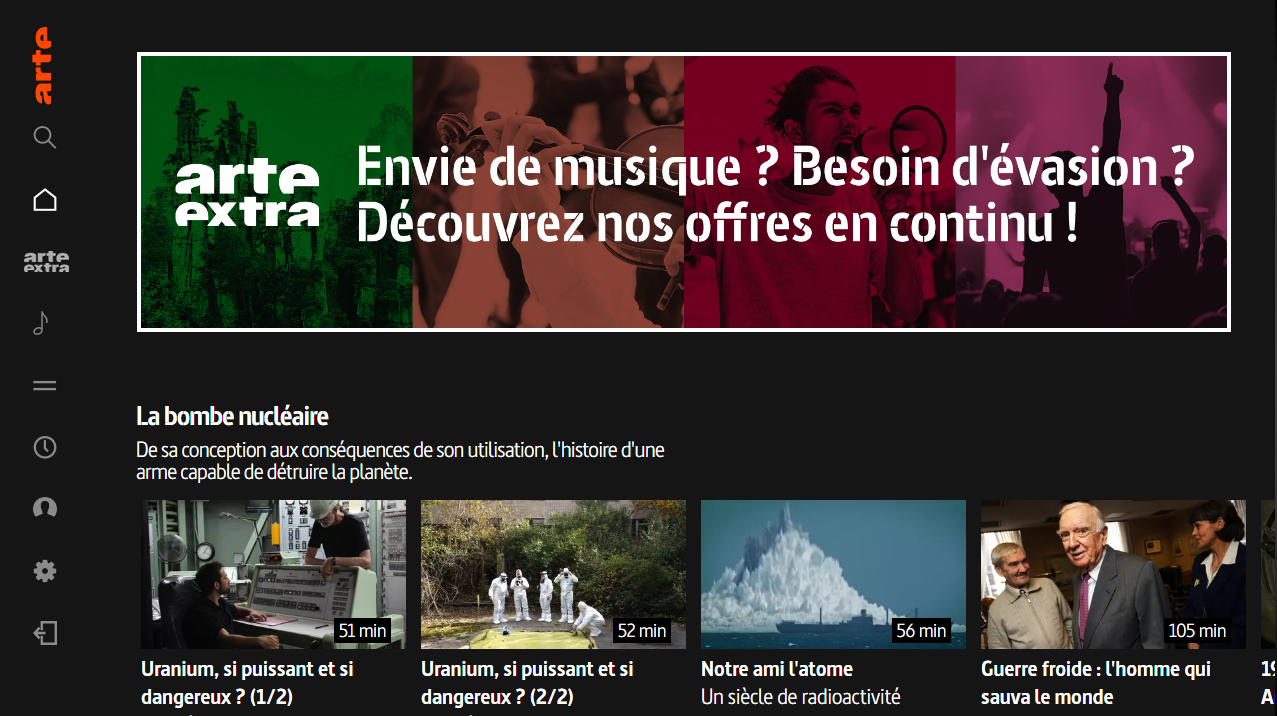 arte
arte
extra
arte
extra
Envie de musique ? Besoin d'évasion ?
Découvrez nos offres en continu !
La bombe nucléaire
De sa conception aux conséquences de son utilisation, l'histoire d'une
arme capable de détruire la planète.
51 min
52 min
56 min
105 min
Uranium, si puissant et si
dangereux ? (1/2)
Uranium, si puissant et si
dangereux ? (2/2)
Notre ami l'atome
Un siècle de radioactivité
Guerre froide : l'homme qui
sauva le monde